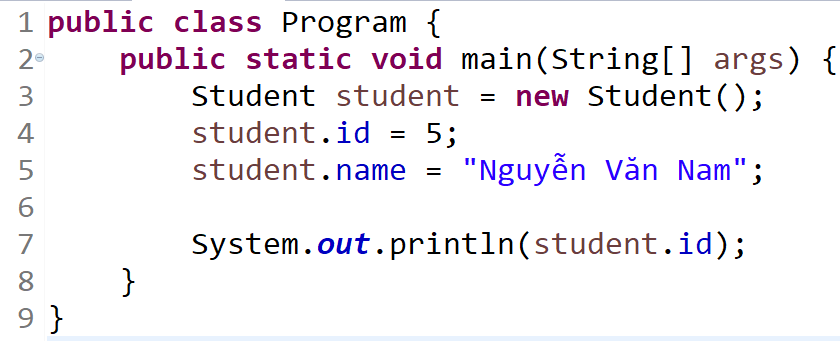 1 public class Program {
2 public static void main(String[] args) {
3 Student student = new Student();
4 student.id = 5;
5 student.name = "Nguyễn Văn Nam";
6
7 System.out.println(student.id);
8 }
9 }